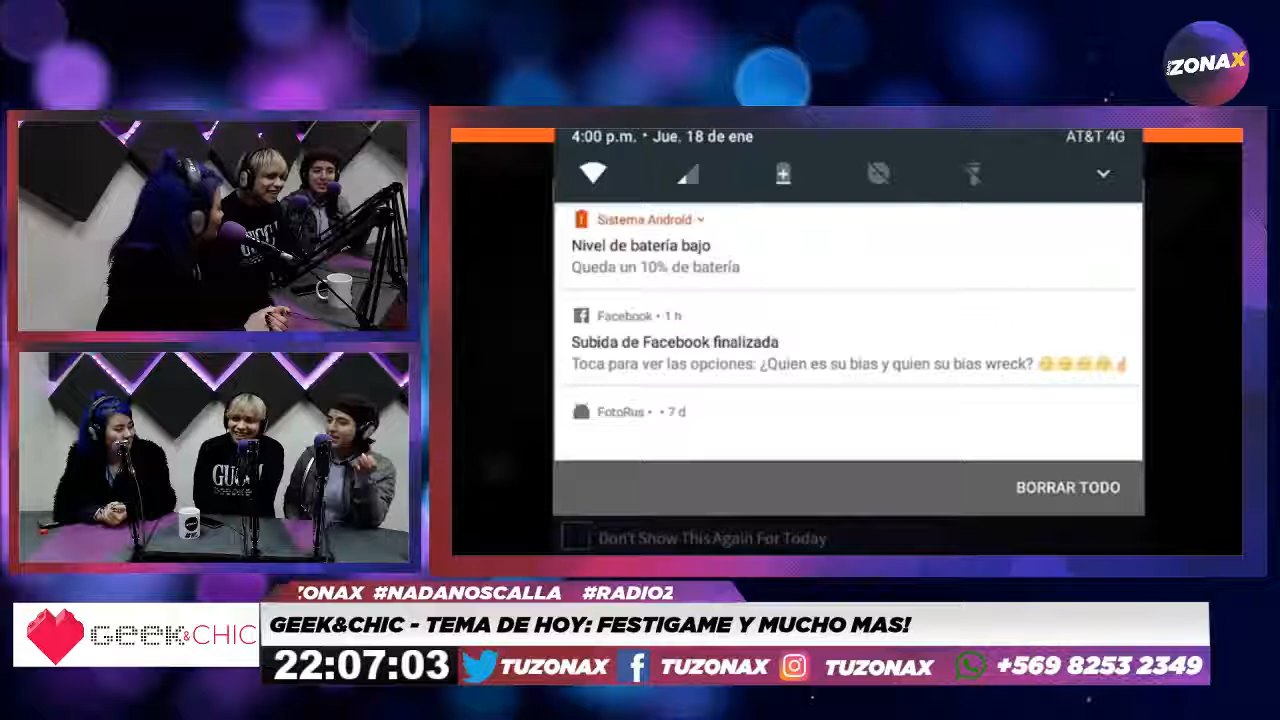 ZONAX
4:00 p.m. • Jue. 18 de ene
AT&T 4G
Sistema Android
Nivel de batería bajo
Queda un 10% de batería
Facebook • 1 h
Subida de Facebook finalizada
Toca para ver las opciones: ¿Quien es su bias y quien su bias wreck?
FotoRus • • 7 d
BORRAR TODO
Don't Show This Again For Today
GUCCI
ZONAX #NADANOSCALLA #RADIOZ
GEEK&CHIC
GEEK&CHIC - TEMA DE HOY: FESTIGAME Y MUCHO MAS!
22:07:03 TUZONAX TUZONAX TUZONAX +569 8253 2349